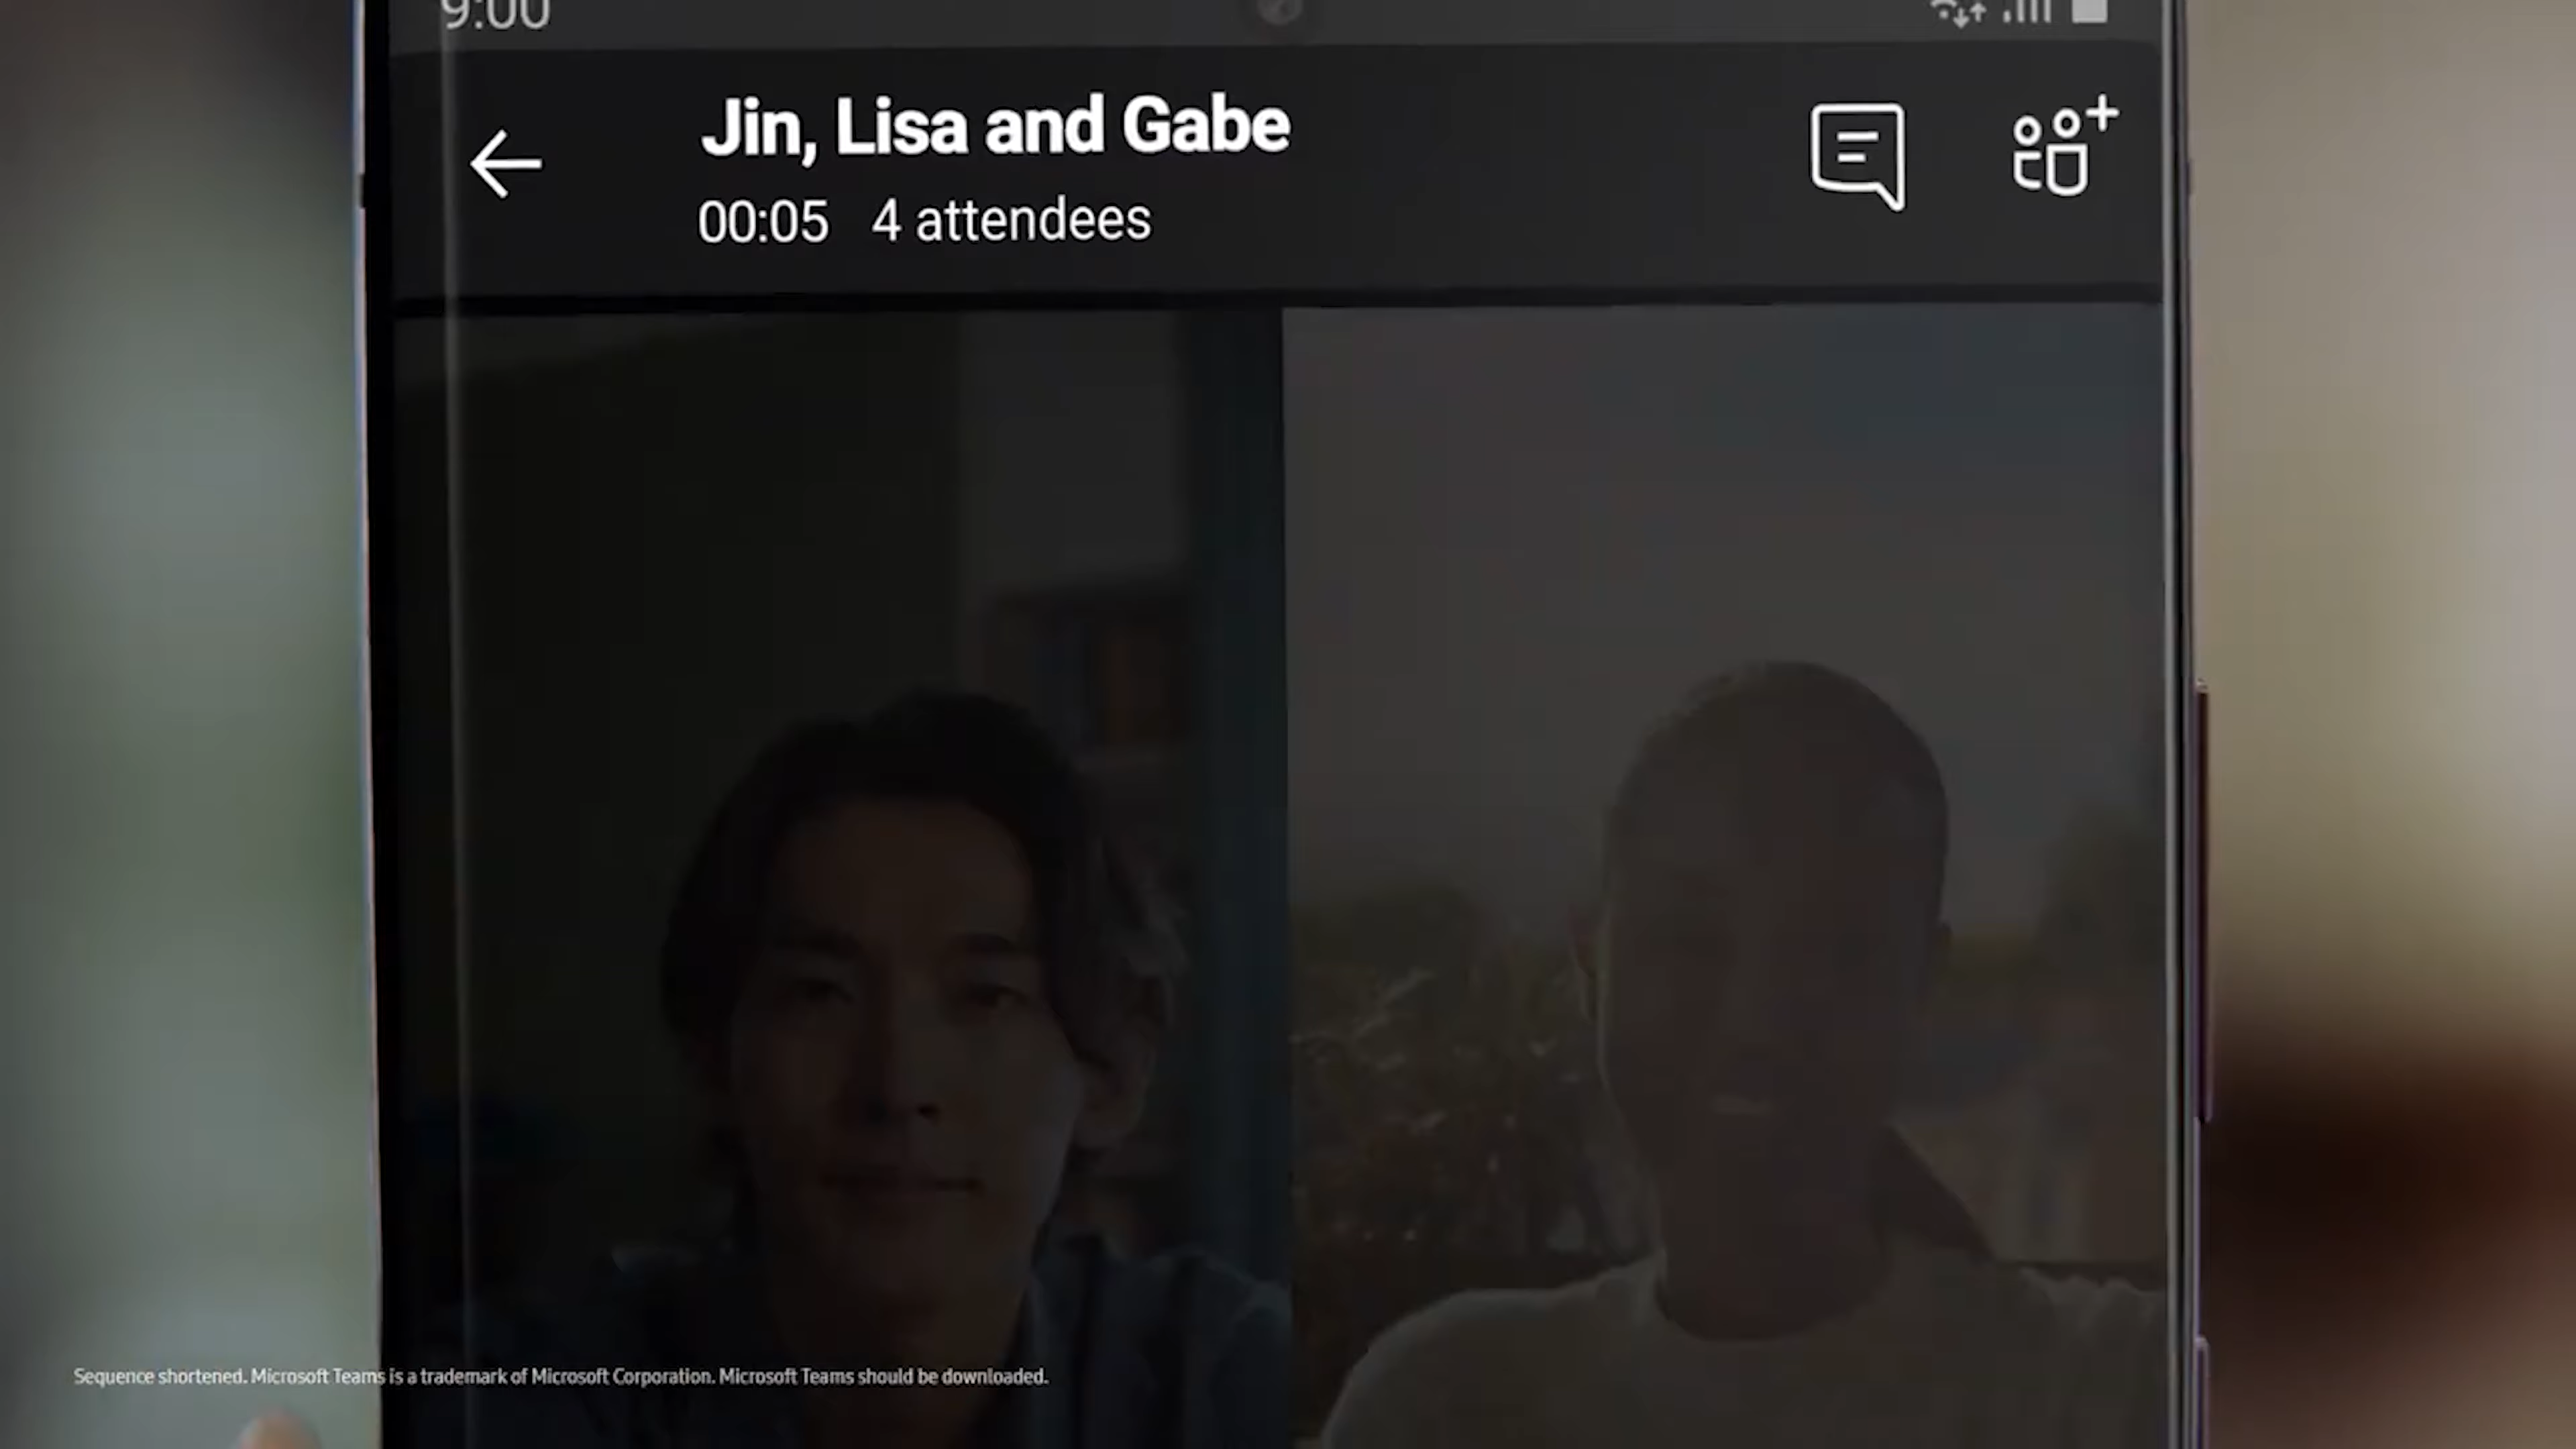 9:00
Jin, Lisa and Gabe
00:05 4 attendees
Sequence shortened. Microsoft Teams is a trademark of Microsoft Corporation. Microsoft Teams should be downloaded.